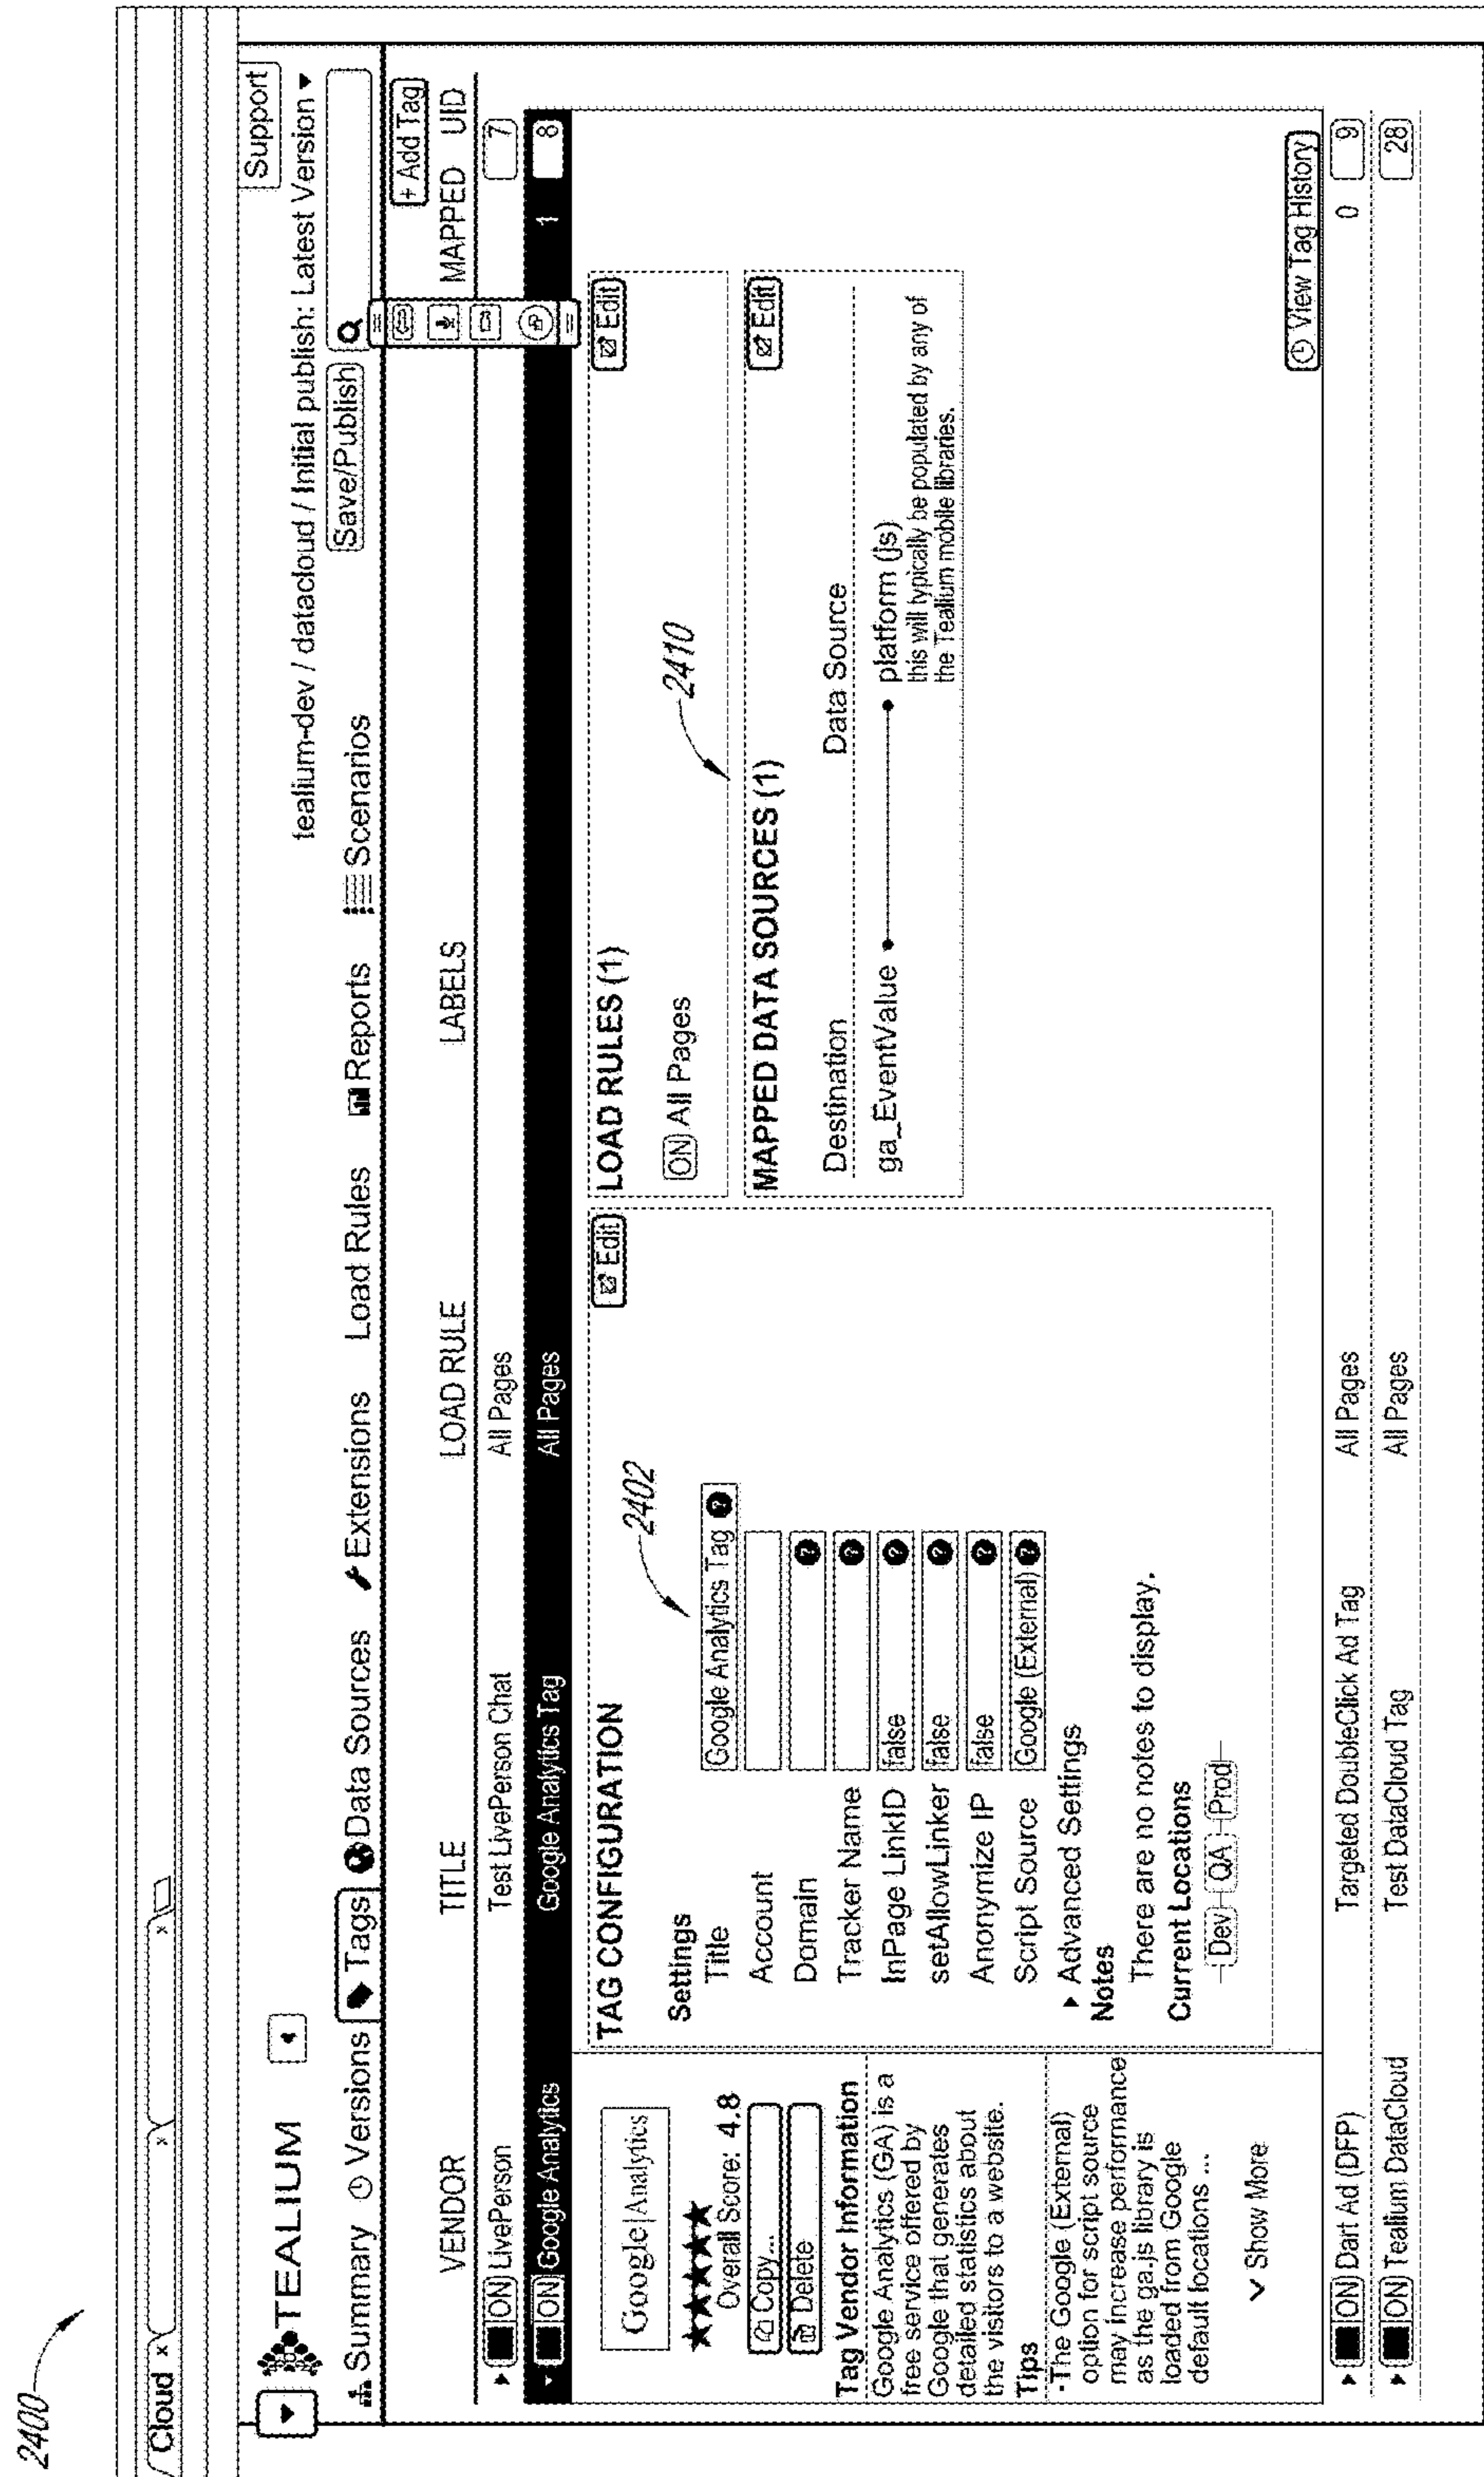 2400
Cloud × × ×
TEALIUM
Support
tealium-dev / datacloud / Initial publish: Latest Version
Summary Versions Tags Data Sources Extensions Load Rules Reports Scenarios Save/Publish
+ Add Tag
VENDOR TITLE LOAD RULE LABELS MAPPED UID
ON LivePerson Test LivePerson Chat All Pages 7
ON Google Analytics Google Analytics Tag All Pages 1 8
Google|Analytics
Overall Score: 4.8
Copy...
Delete
Tag Vendor Information
Google Analytics (GA) is a
free service offered by
Google that generates
detailed statistics about
the visitors to a website.
Tips
-The Google (External)
option for script source
may increase performance
as the ga.js library is
loaded from Google
default locations ...
Show More
TAG CONFIGURATION Edit
2402
Settings
Title Google Analytics Tag ?
Account
Domain ?
Tracker Name ?
InPage LinkID false ?
setAllowLinker false ?
Anonymize IP false ?
Script Source Google (External) ?
Advanced Settings
Notes
There are no notes to display.
Current Locations
Dev QA Prod
LOAD RULES (1) Edit
ON All Pages
2410
MAPPED DATA SOURCES (1) Edit
Destination Data Source
ga_EventValue platform (js)
this will typically be populated by any of
the Tealium mobile libraries.
View Tag History
ON Dart Ad (DFP) Targeted DoubleClick Ad Tag All Pages 0 9
ON Tealium DataCloud Test DataCloud Tag All Pages 28